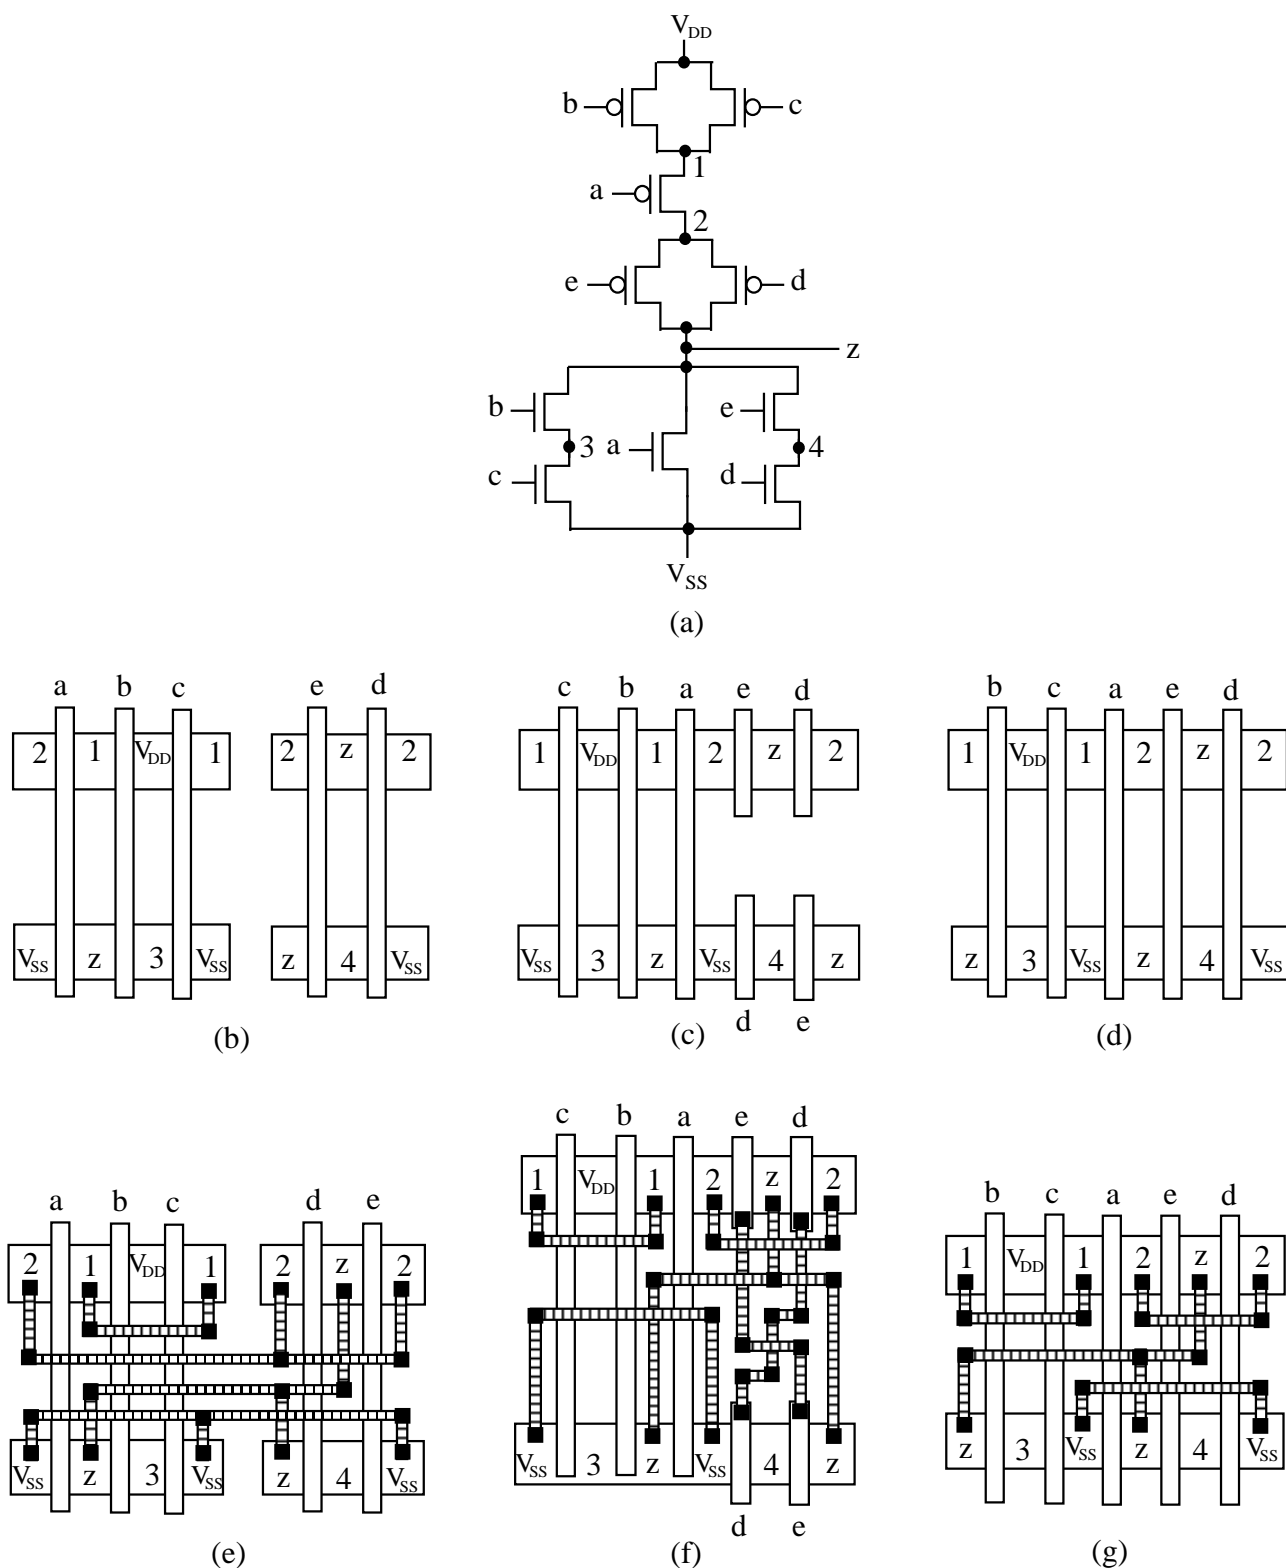 V_DD
b c
1
a
2
e d
z
b e
3 a 4
c d
V_SS
(a)
a b c e d
2 1 V_DD 1 2 z 2
V_SS z 3 V_SS z 4 V_SS
(b)
c b a e d
1 V_DD 1 2 z 2
V_SS 3 z V_SS 4 z
d e
(c)
b c a e d
1 V_DD 1 2 z 2
z 3 V_SS z 4 V_SS
(d)
a b c d e
2 1 V_DD 1 2 z 2
V_SS z 3 V_SS z 4 V_SS
(e)
c b a e d
1 V_DD 1 2 z 2
V_SS 3 z V_SS 4 z
d e
(f)
b c a e d
1 V_DD 1 2 z 2
z 3 V_SS z 4 V_SS
(g)